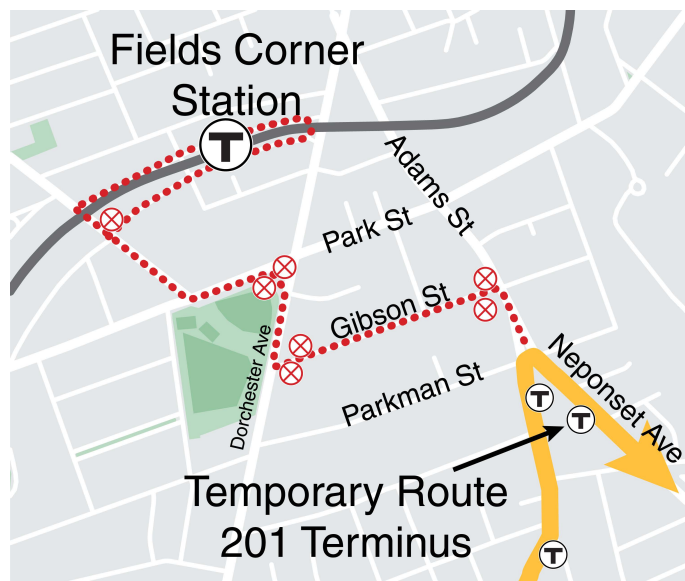 Fields Corner
Station
T
Adams St
Park St
Gibson St
Dorchester Ave
Parkman St
Neponset Ave
T
T
Temporary Route
201 Terminus
T